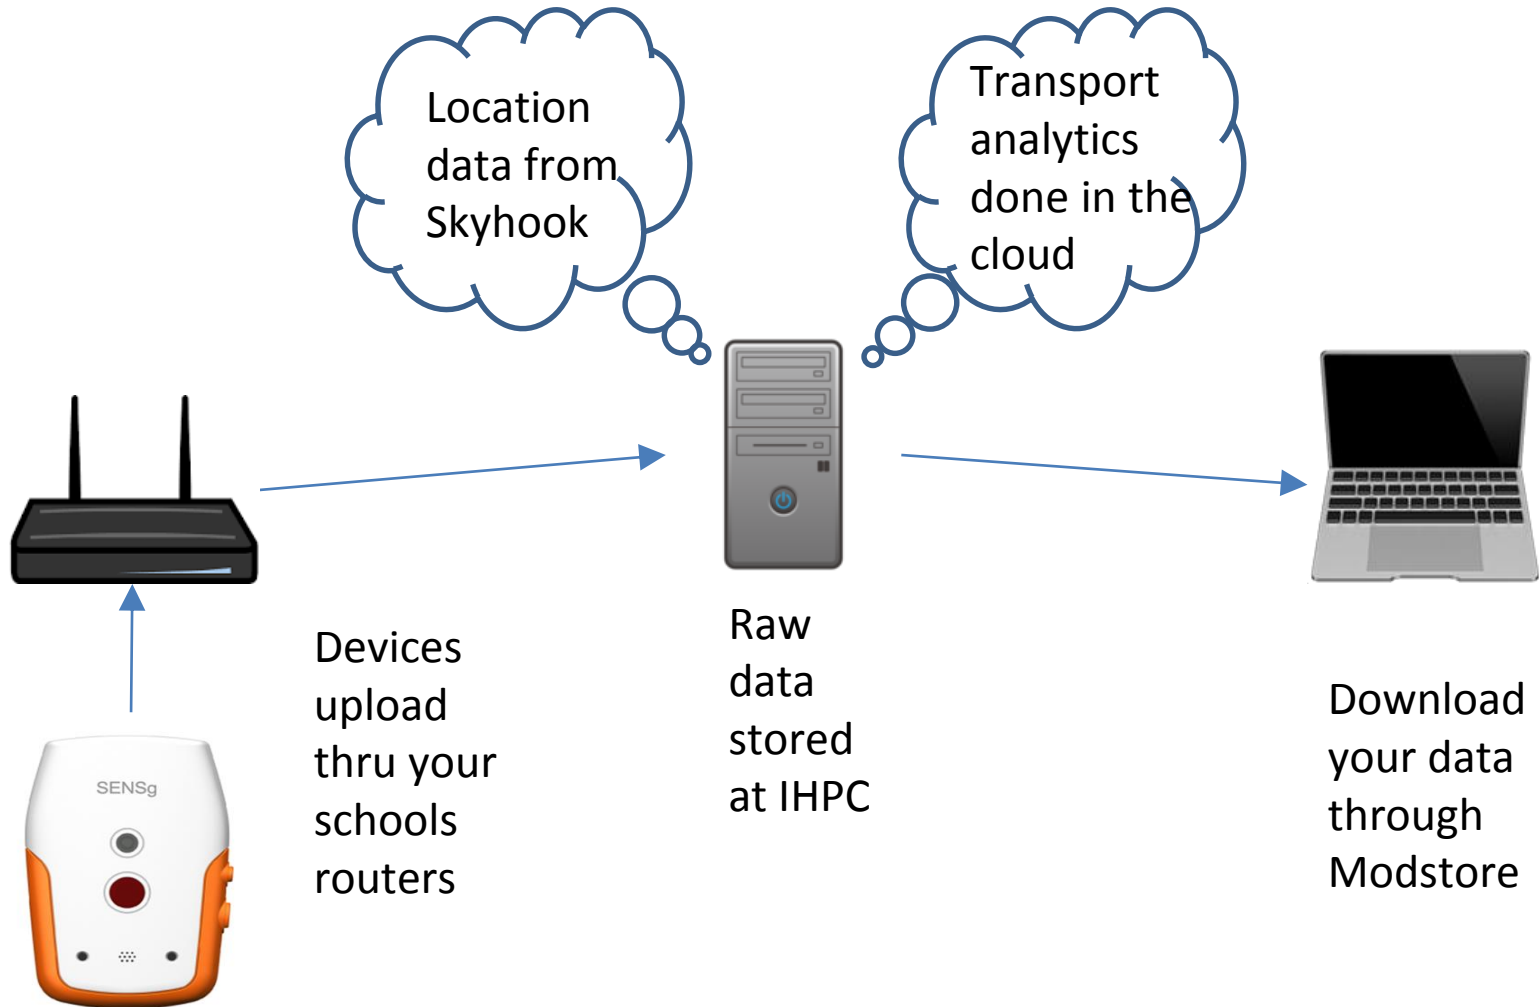 Location
data from
Skyhook
Transport
analytics
done in the
cloud
Devices
upload
thru your
schools
routers
Raw
data
stored
at IHPC
Download
your data
through
Modstore
SENSg